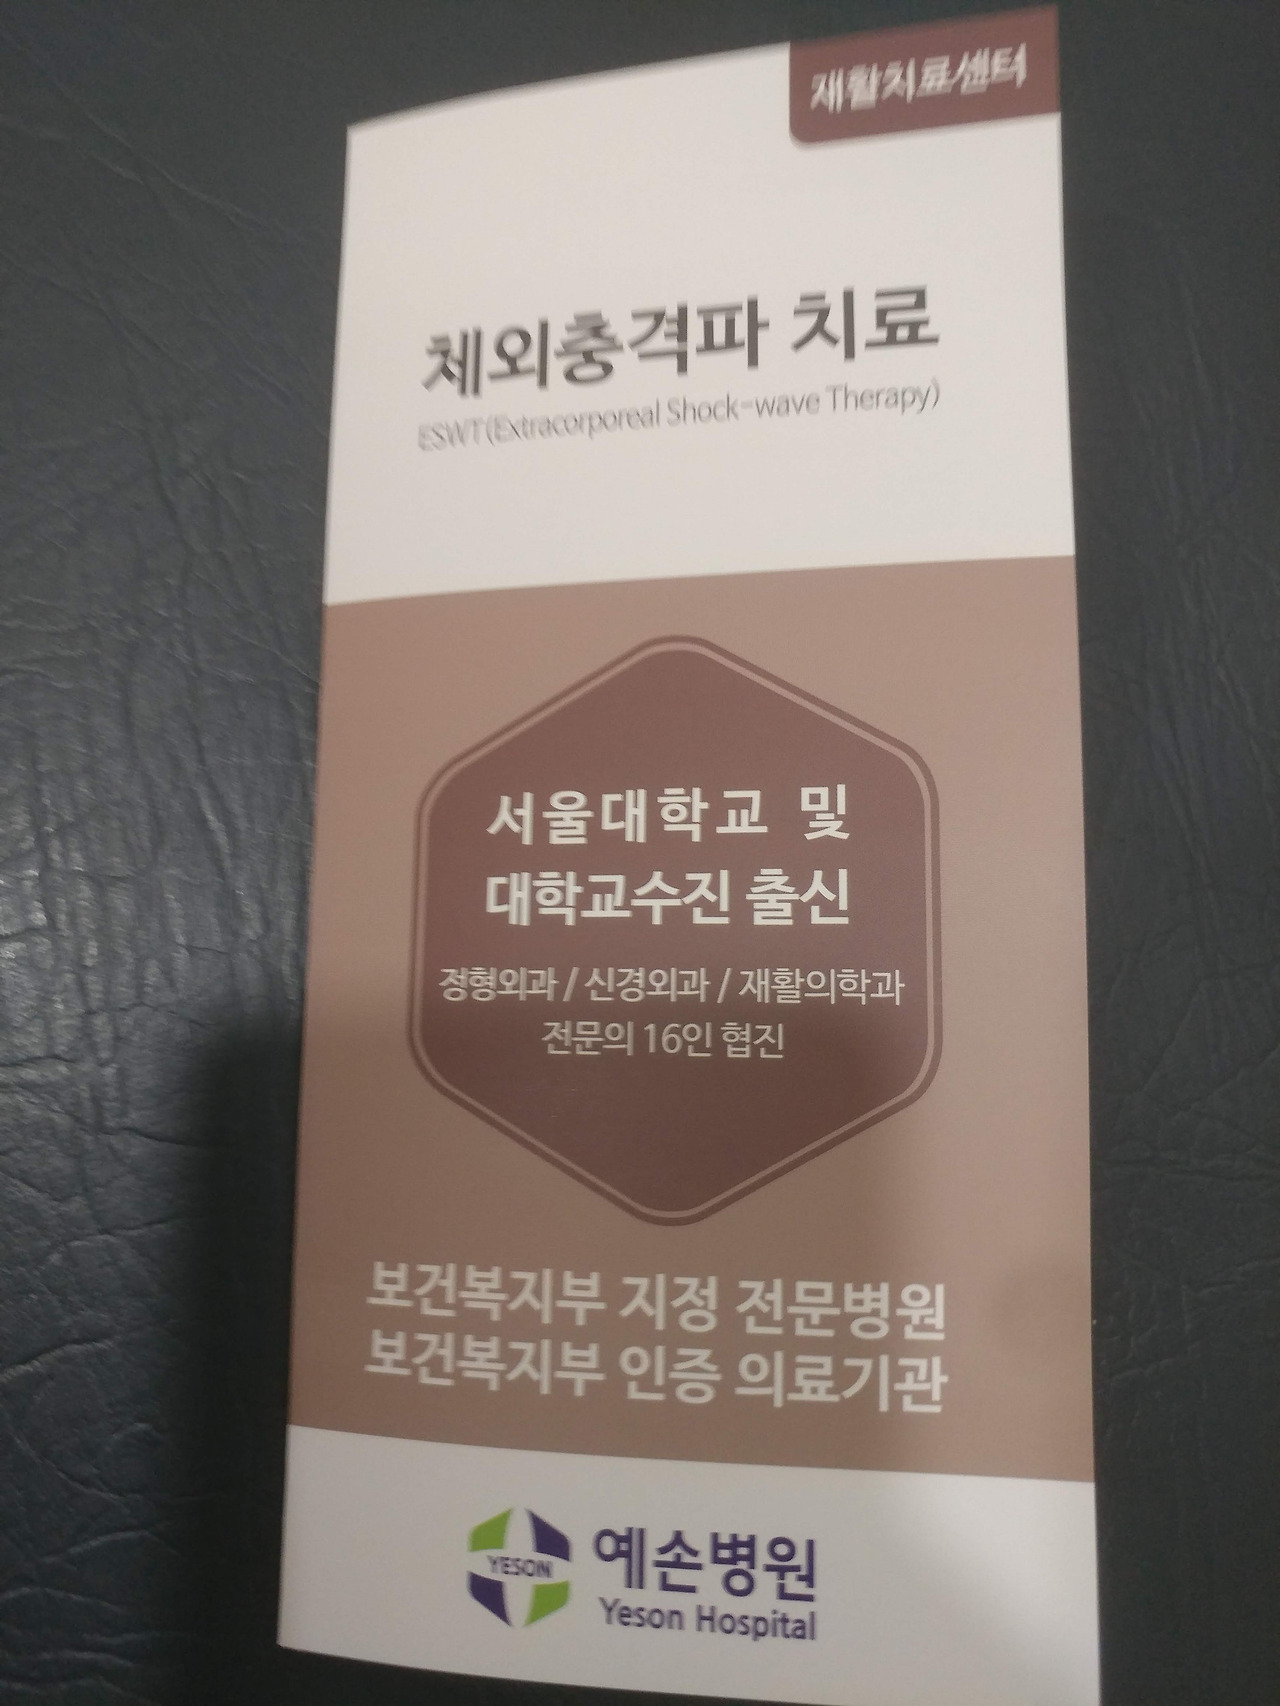 재활치료센터
체외충격파 치료
ESWT(Extracorporeal Shock-wave Therapy)
서울대학교 및
대학교수진 출신
정형외과 / 신경외과 / 재활의학과
전문의 16인 협진
보건복지부 지정 전문병원
보건복지부 인증 의료기관
YESON
예손병원
Yeson Hospital